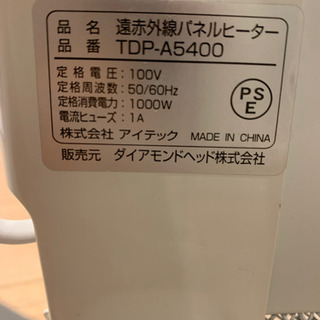 品名 遠赤外線パネルヒーター
品番 TDP-A5400
定格電圧:100V
定格周波数:50/60Hz
定格消費電力:1000W
電流ヒューズ:1A
PS
E
株式会社 アイテック MADE IN CHINA
販売元 ダイアモンドヘッド株式会社